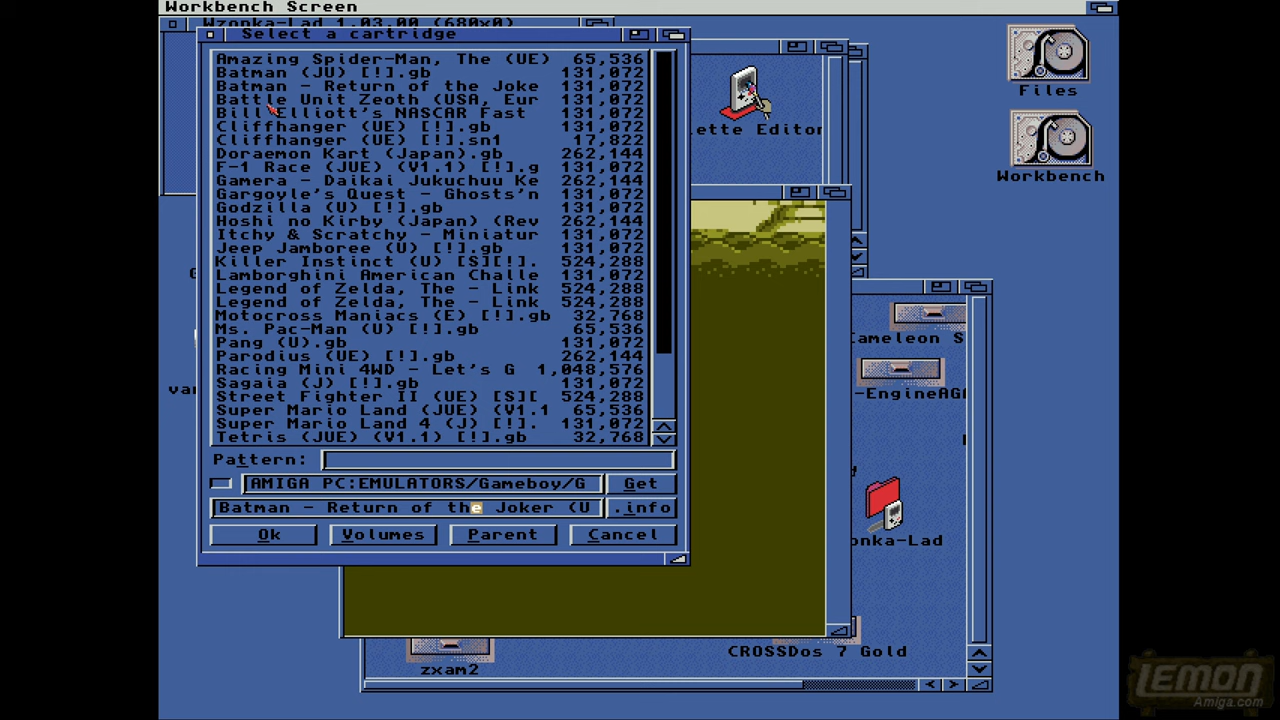 Workbench Screen
Wzonka-Lad 1.03.00 (680x0)
Select a cartridge
Amazing Spider-Man, The (UE) 65,536
Batman (JU) [!].gb 131,072
Batman - Return of the Joke 131,072
Battle Unit Zeoth (USA, Eur 131,072
Bill Elliott's NASCAR Fast 131,072
Cliffhanger (UE) [!].gb 131,072
Cliffhanger (UE) [!].sn1 17,822
Doraemon Kart (Japan).gb 262,144
F-1 Race (JUE) (V1.1) [!].g 131,072
Gamera - Daikai Jukuchuu Ke 262,144
Gargoyle's Quest - Ghosts'n 131,072
Godzilla (U) [!].gb 131,072
Hoshi no Kirby (Japan) (Rev 262,144
Itchy & Scratchy - Miniatur 131,072
Jeep Jamboree (U) [!].gb 131,072
Killer Instinct (U) [S][!]. 524,288
Lamborghini American Challe 131,072
Legend of Zelda, The - Link 524,288
Legend of Zelda, The - Link 524,288
Motocross Maniacs (E) [!].gb 32,768
Ms. Pac-Man (U) [!].gb 65,536
Pang (U).gb 131,072
Parodius (UE) [!].gb 262,144
Racing Mini 4WD - Let's G 1,048,576
Sagaia (J) [!].gb 131,072
Street Fighter II (UE) [S][ 524,288
Super Mario Land (JUE) (V1.1 65,536
Super Mario Land 4 (J) [!]. 131,072
Tetris (JUE) (V1.1) [!].gb 32,768
Pattern:
AMIGA PC:EMULATORS/Gameboy/G Get
Batman - Return of the Joker (U .info
Ok Volumes Parent Cancel
lette Editor
Files
Workbench
Cameleon S
-EngineAGA
onka-Lad
van
zxam2
CROSSDos 7 Gold
LEMON
Amiga.com